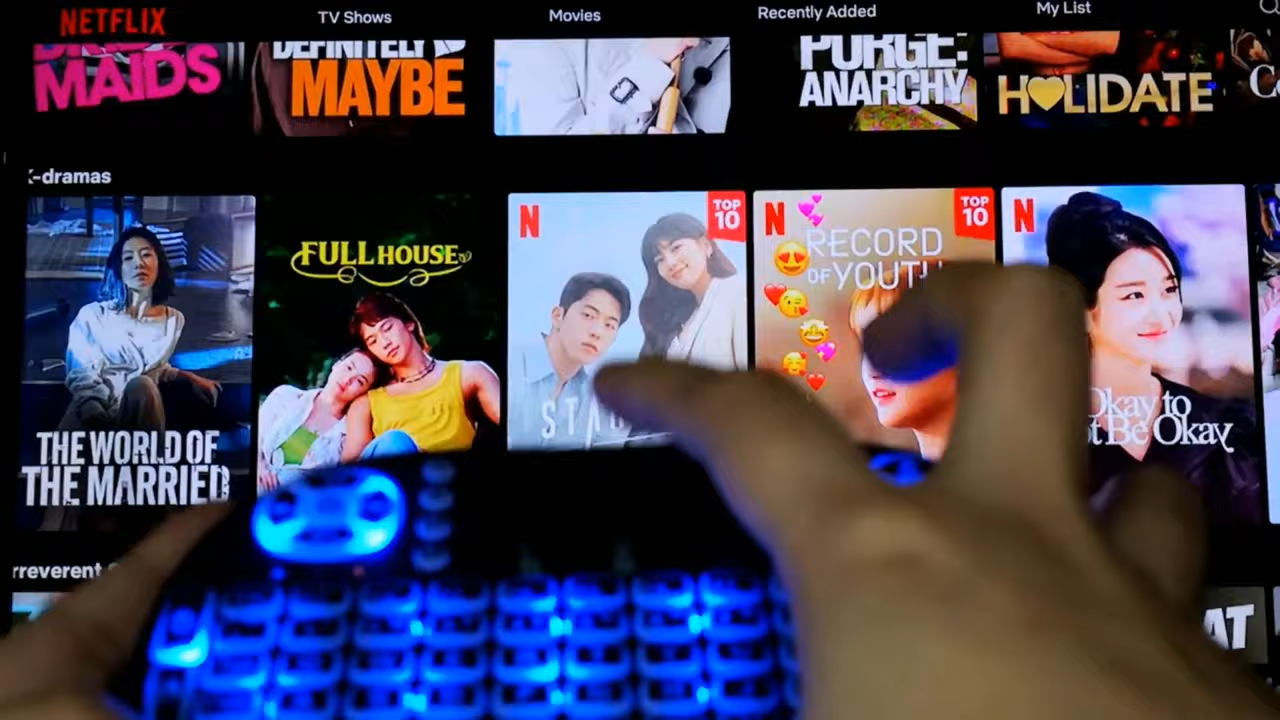 NETFLIX
TV Shows
Movies
Recently Added
My List
MAIDS
DEFINITELY
MAYBE
PURGE:
ANARCHY
HOLIDATE
K-dramas
THE WORLD OF
THE MARRIED
FULL HOUSE
N
TOP
10
N
TOP
10
RECORD
OF YOUTH
N
Okay to
Be Okay